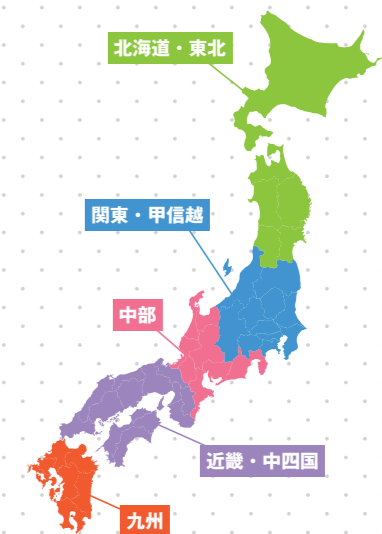 北海道・東北
関東・甲信越
中部
近畿・中四国
九州